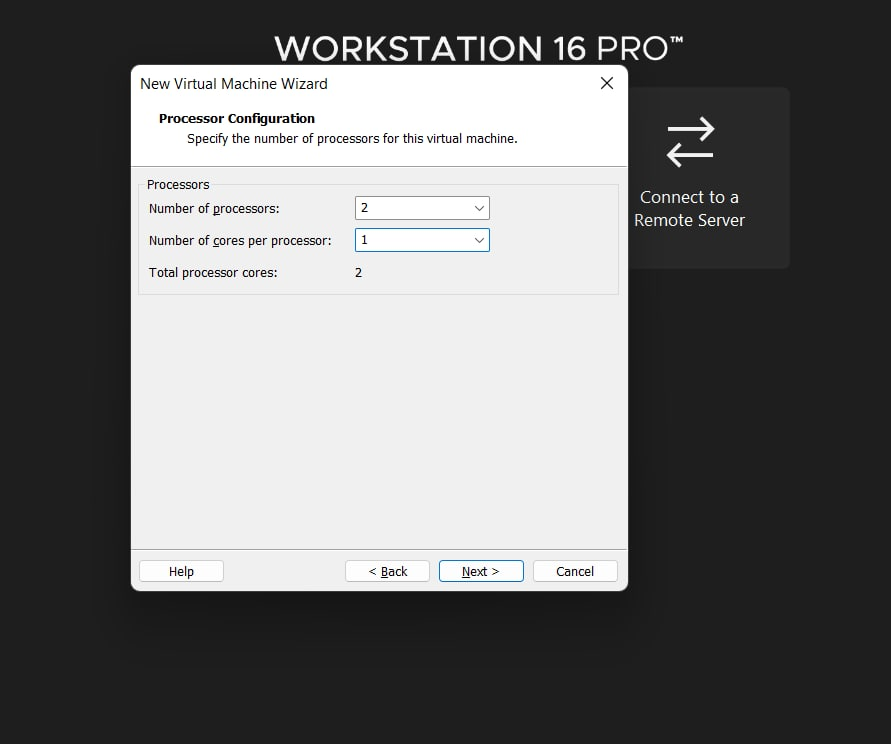 WORKSTATION 16 PRO™
New Virtual Machine Wizard
Processor Configuration
Specify the number of processors for this virtual machine.
Processors
Number of processors: 2
Number of cores per processor: 1
Total processor cores: 2
Connect to a
Remote Server
Help < Back Next > Cancel